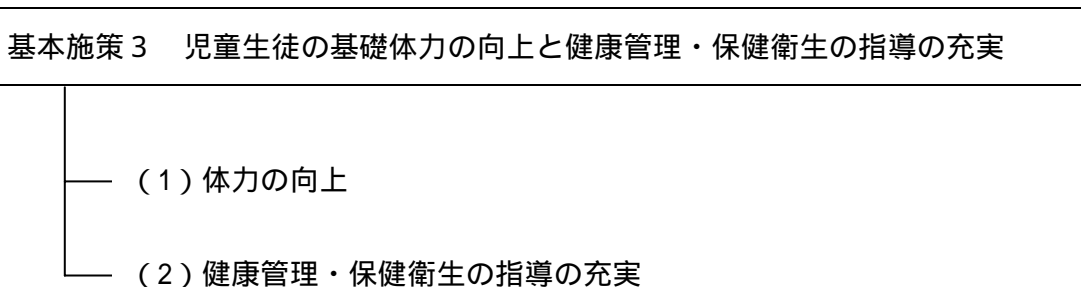 基本施策３　児童生徒の基礎体力の向上と健康管理・保健衛生の指導の充実
（１）体力の向上
（２）健康管理・保健衛生の指導の充実